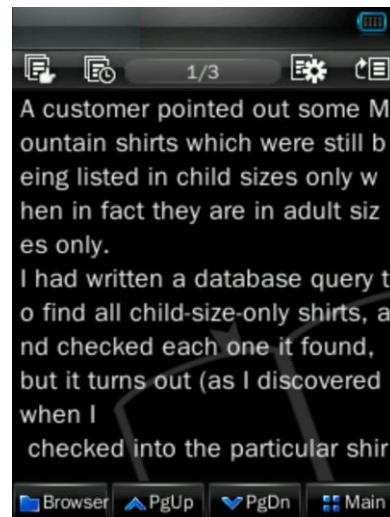 1/3
A customer pointed out some M
ountain shirts which were still b
eing listed in child sizes only w
hen in fact they are in adult siz
es only.
I had written a database query t
o find all child-size-only shirts, a
nd checked each one it found,
but it turns out (as I discovered
when I
checked into the particular shir
Browser PgUp PgDn Main